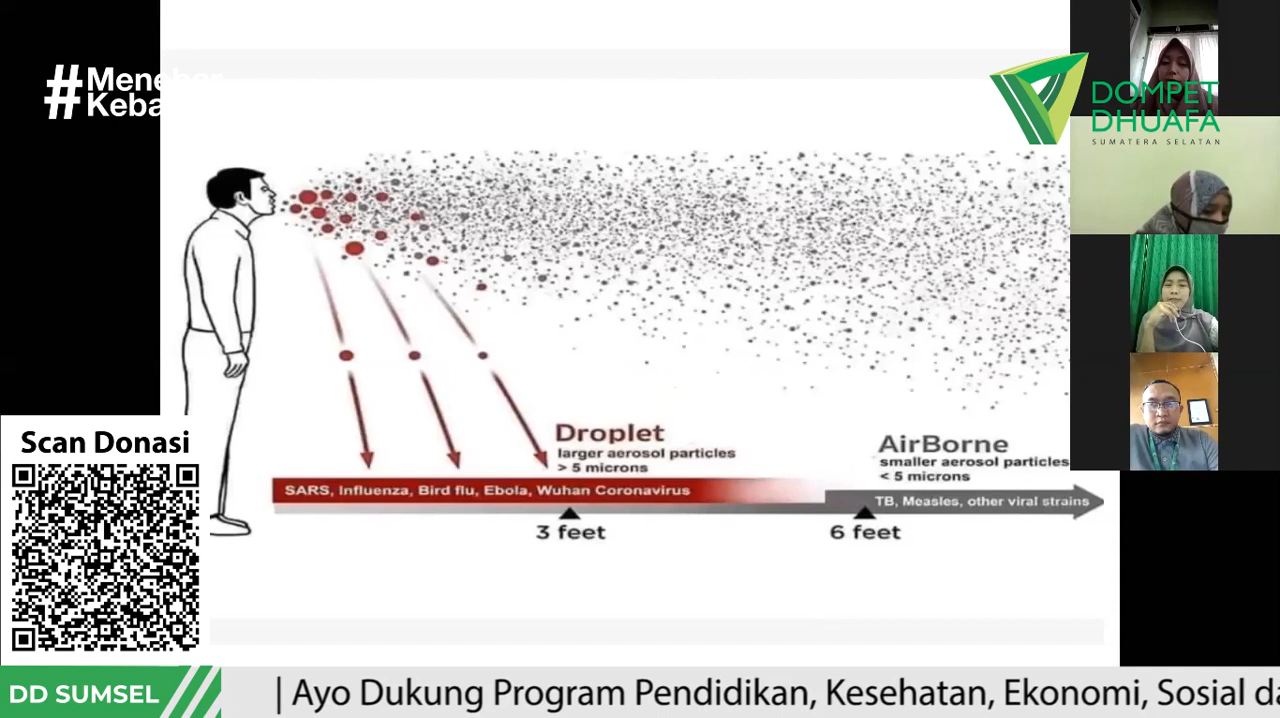 #Menebar
#Keba
DOMPET
DHUAFA
SUMATERA SELATAN
Droplet
larger aerosol particles
> 5 microns
AirBorne
smaller aerosol particles
< 5 microns
SARS, Influenza, Bird flu, Ebola, Wuhan Coronavirus
TB, Measles, other viral strains
3 feet
6 feet
Scan Donasi
DD SUMSEL
| Ayo Dukung Program Pendidikan, Kesehatan, Ekonomi, Sosial da